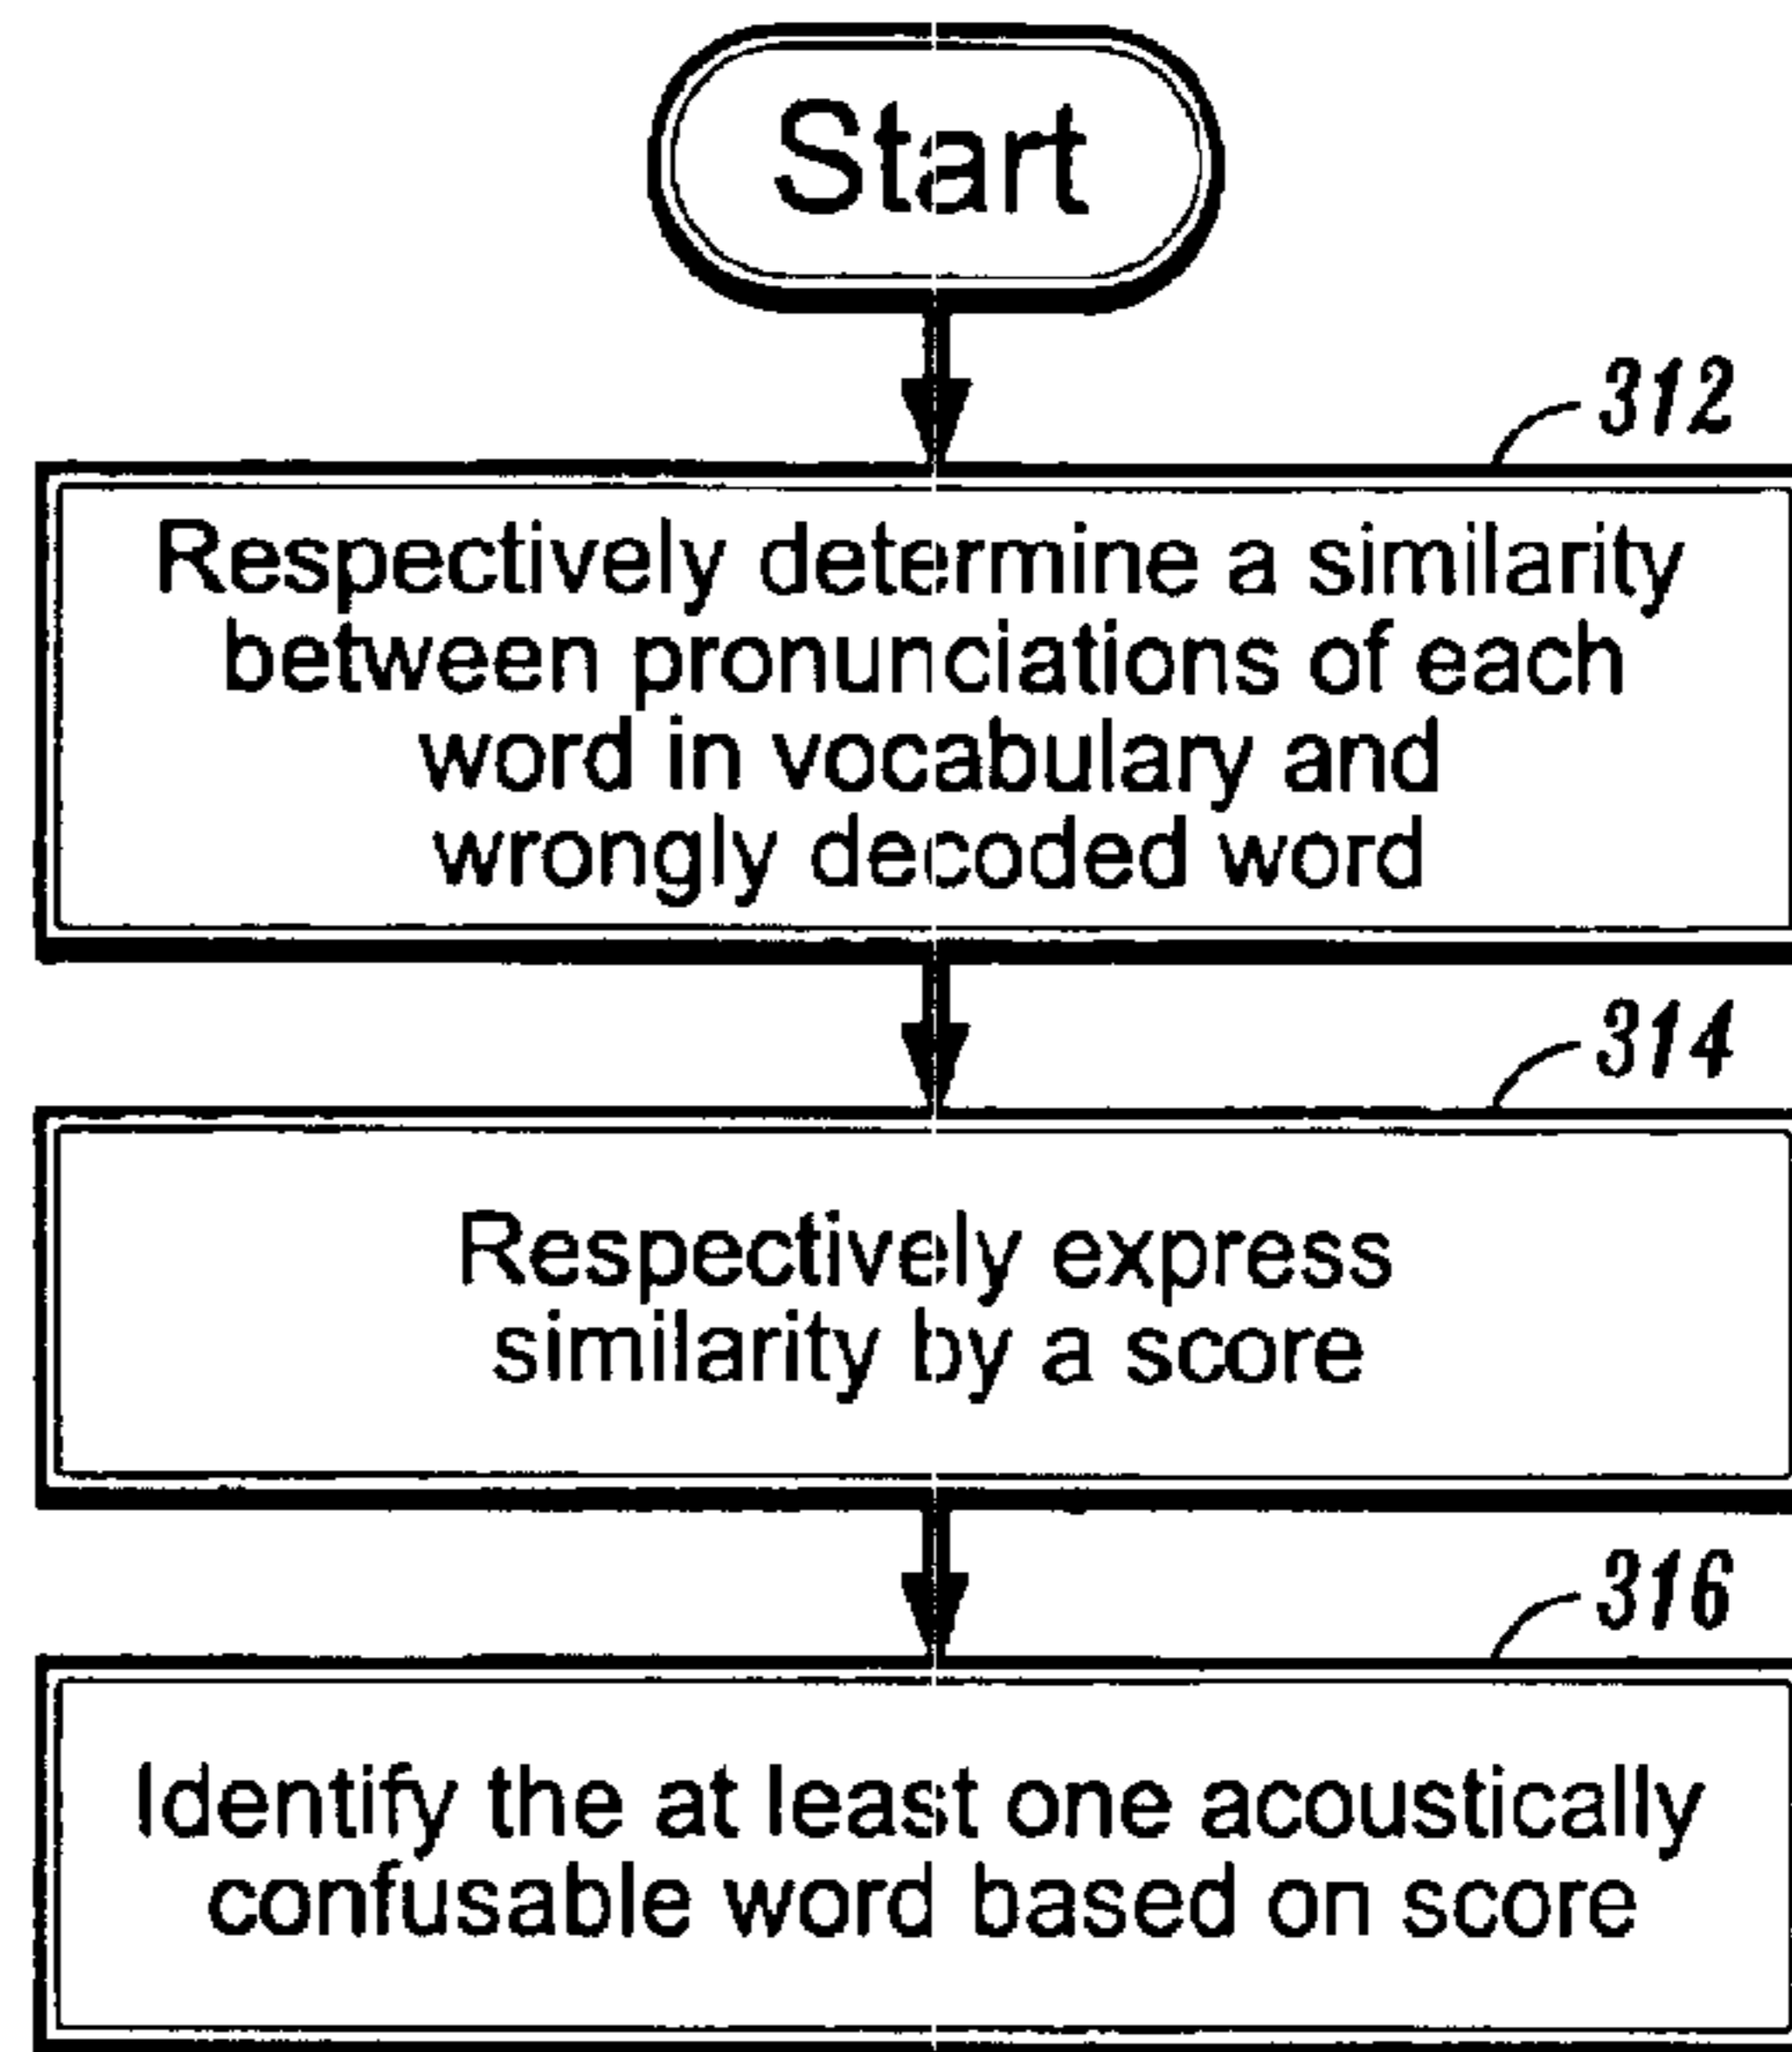 Start
312
Respectively determine a similarity
between pronunciations of each
word in vocabulary and
wrongly decoded word
314
Respectively express
similarity by a score
316
Identify the at least one acoustically
confusable word based on score